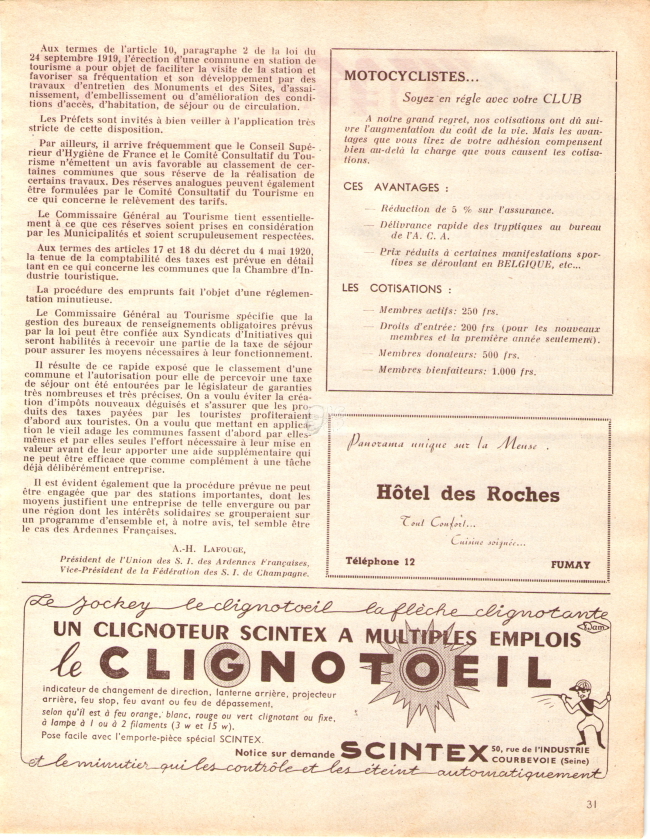 Aux termes de l'article 10, paragraphe 2 de la loi du
24 septembre 1919, l'érection d'une commune en station de
tourisme a pour objet de faciliter la visite de la station et
favoriser sa fréquentation et son développement par des
travaux d'entretien des Monuments et des Sites, d'assai-
nissement, d'embellissement ou d'amélioration des condi-
tions d'accès, d'habitation, de séjour ou de circulation.
Les Préfets sont invités à bien veiller à l'application très
stricte de cette disposition.
Par ailleurs, il arrive fréquemment que le Conseil Supé-
rieur d'Hygiène de France et le Comité Consultatif du Tou-
risme n'émettent un avis favorable au classement de cer-
taines communes que sous réserve de la réalisation de
certains travaux. Des réserves analogues peuvent également
être formulées par le Comité Consultatif du Tourisme en
ce qui concerne le relèvement des tarifs.
Le Commissaire Général au Tourisme tient essentielle-
ment à ce que ces réserves soient prises en considération
par les Municipalités et soient scrupuleusement respectées.
Aux termes des articles 17 et 18 du décret du 4 mai 1920,
la tenue de la comptabilité des taxes est prévue en détail
tant en ce qui concerne les communes que la Chambre d'In-
dustrie touristique.
La procédure des emprunts fait l'objet d'une réglemen-
tation minutieuse.
Le Commissaire Général au Tourisme spécifie que la
gestion des bureaux de renseignements obligatoires prévus
par la loi peut être confiée aux Syndicats d'Initiatives qui
seront habilités à recevoir une partie de la taxe de séjour
pour assurer les moyens nécessaires à leur fonctionnement.
Il résulte de ce rapide exposé que le classement d'une
commune et l'autorisation pour elle de percevoir une taxe
de séjour ont été entourées par le législateur de garanties
très nombreuses et très précises. On a voulu éviter la créa-
tion d'impôts nouveaux déguisés et s'assurer que les pro-
duits des taxes payées par les touristes profiteraient
d'abord aux touristes. On a voulu que mettant en applica-
tion le vieil adage les communes fassent d'abord par elles-
mêmes et par elles seules l'effort nécessaire à leur mise en
valeur avant de leur apporter une aide supplémentaire qui
ne peut être efficace que comme complément à une tâche
déjà délibérément entreprise.
Il est évident également que la procédure prévue ne peut
être engagée que par des stations importantes, dont les
moyens justifient une entreprise de telle envergure ou par
une région dont les intérêts solidaires se grouperaient sur
un programme d'ensemble et, à notre avis, tel semble être
le cas des Ardennes Françaises.
A.-H. LAFOUGE,
Président de l'Union des S. I. des Ardennes Françaises,
Vice-Président de la Fédération des S. I. de Champagne.
MOTOCYCLISTES...
Soyez en règle avec votre CLUB
A notre grand regret, nos cotisations ont dû sui-
vre l'augmentation du coût de la vie. Mais les avan-
tages que vous tirez de votre adhésion compensent
bien au-delà la charge que vous causent les cotisa-
tions.
CES AVANTAGES :
— Réduction de 5 % sur l'assurance.
— Délivrance rapide des tryptiques au bureau
de l'A. C. A.
— Prix réduits à certaines manifestations spor-
tives se déroulant en BELGIQUE, etc...
LES COTISATIONS :
— Membres actifs: 250 frs.
— Droits d'entrée: 200 frs (pour les nouveaux
membres et la première année seulement).
— Membres donateurs: 500 frs.
— Membres bienfaiteurs: 1.000 frs.
Panorama unique sur la Meuse .
Hôtel des Roches
Tout Confort...
Cuisine soignée...
Téléphone 12 FUMAY
Le jockey le clignotoeil la flèche clignotante
UN CLIGNOTEUR SCINTEX A MULTIPLES EMPLOIS
le CLIGNOTOEIL
indicateur de changement de direction, lanterne arrière, projecteur
arrière, feu stop, feu avant ou feu de dépassement,
selon qu'il est à feu orange, blanc, rouge ou vert clignotant ou fixe,
à lampe à 1 ou à 2 filaments (3 w et 15 w).
Pose facile avec l'emporte-pièce spécial SCINTEX.
Notice sur demande SCINTEX 50, rue de l'INDUSTRIE
COURBEVOIE (Seine)
et le minutier qui les contrôle et les éteint automatiquement
31